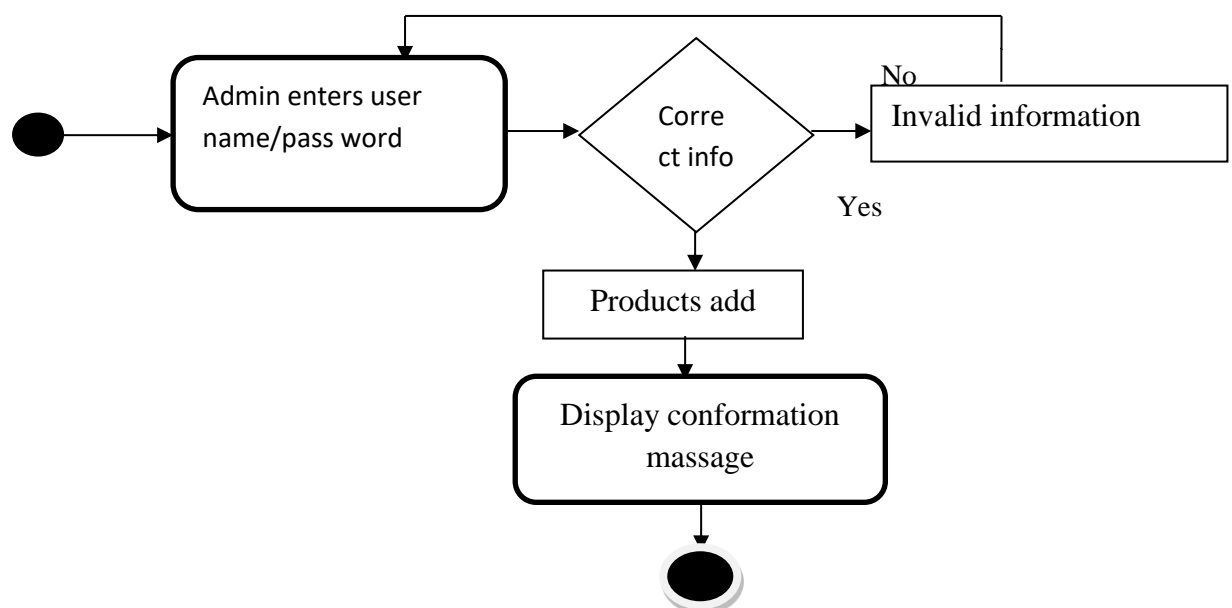 Admin enters user
name/pass word
Corre
ct info
No
Invalid information
Yes
Products add
Display conformation
massage